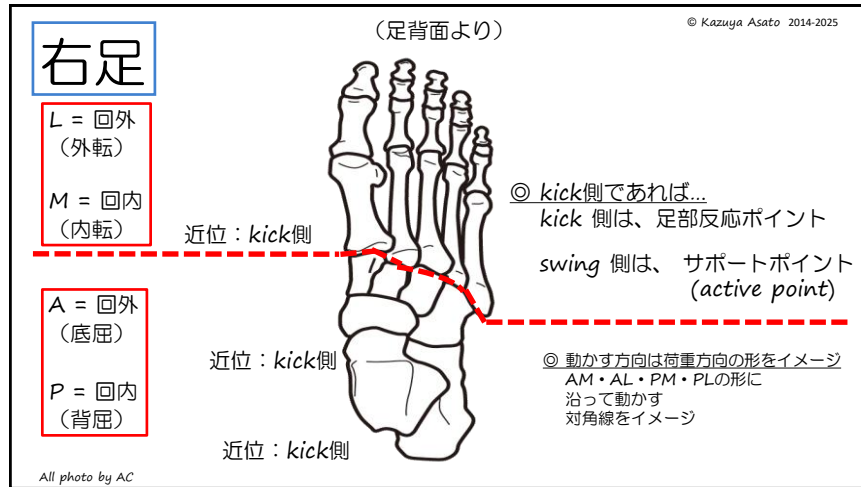 （足背面より）
© Kazuya Asato 2014-2025
右足
L = 回外
（外転）
M = 回内
（内転）
近位：kick側
◎ kick側であれば…
kick 側は、足部反応ポイント
swing 側は、 サポートポイント
(active point)
A = 回外
（底屈）
P = 回内
（背屈）
近位：kick側
近位：kick側
◎ 動かす方向は荷重方向の形をイメージ
AM・AL・PM・PLの形に
沿って動かす
対角線をイメージ
All photo by AC